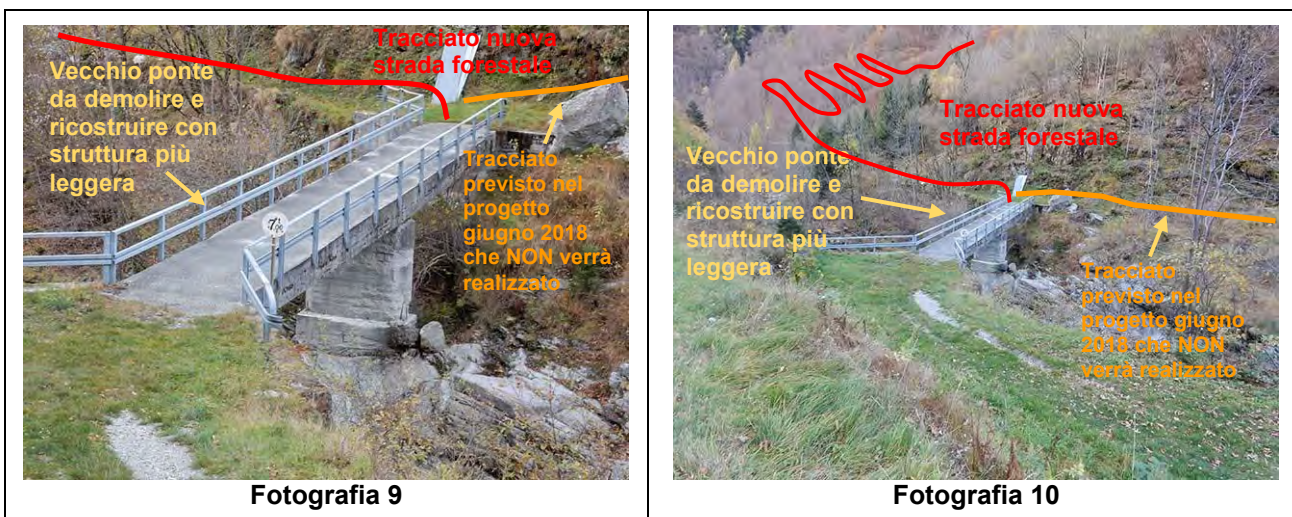 Tracciato nuova
strada forestale
Vecchio ponte
da demolire e
ricostruire con
struttura più
leggera
Tracciato
previsto nel
progetto
giugno 2018
che NON verrà
realizzato
Fotografia 9
Tracciato nuova
strada forestale
Vecchio ponte
da demolire e
ricostruire con
struttura più
leggera
Tracciato
previsto nel
progetto giugno
2018 che NON
verrà realizzato
Fotografia 10